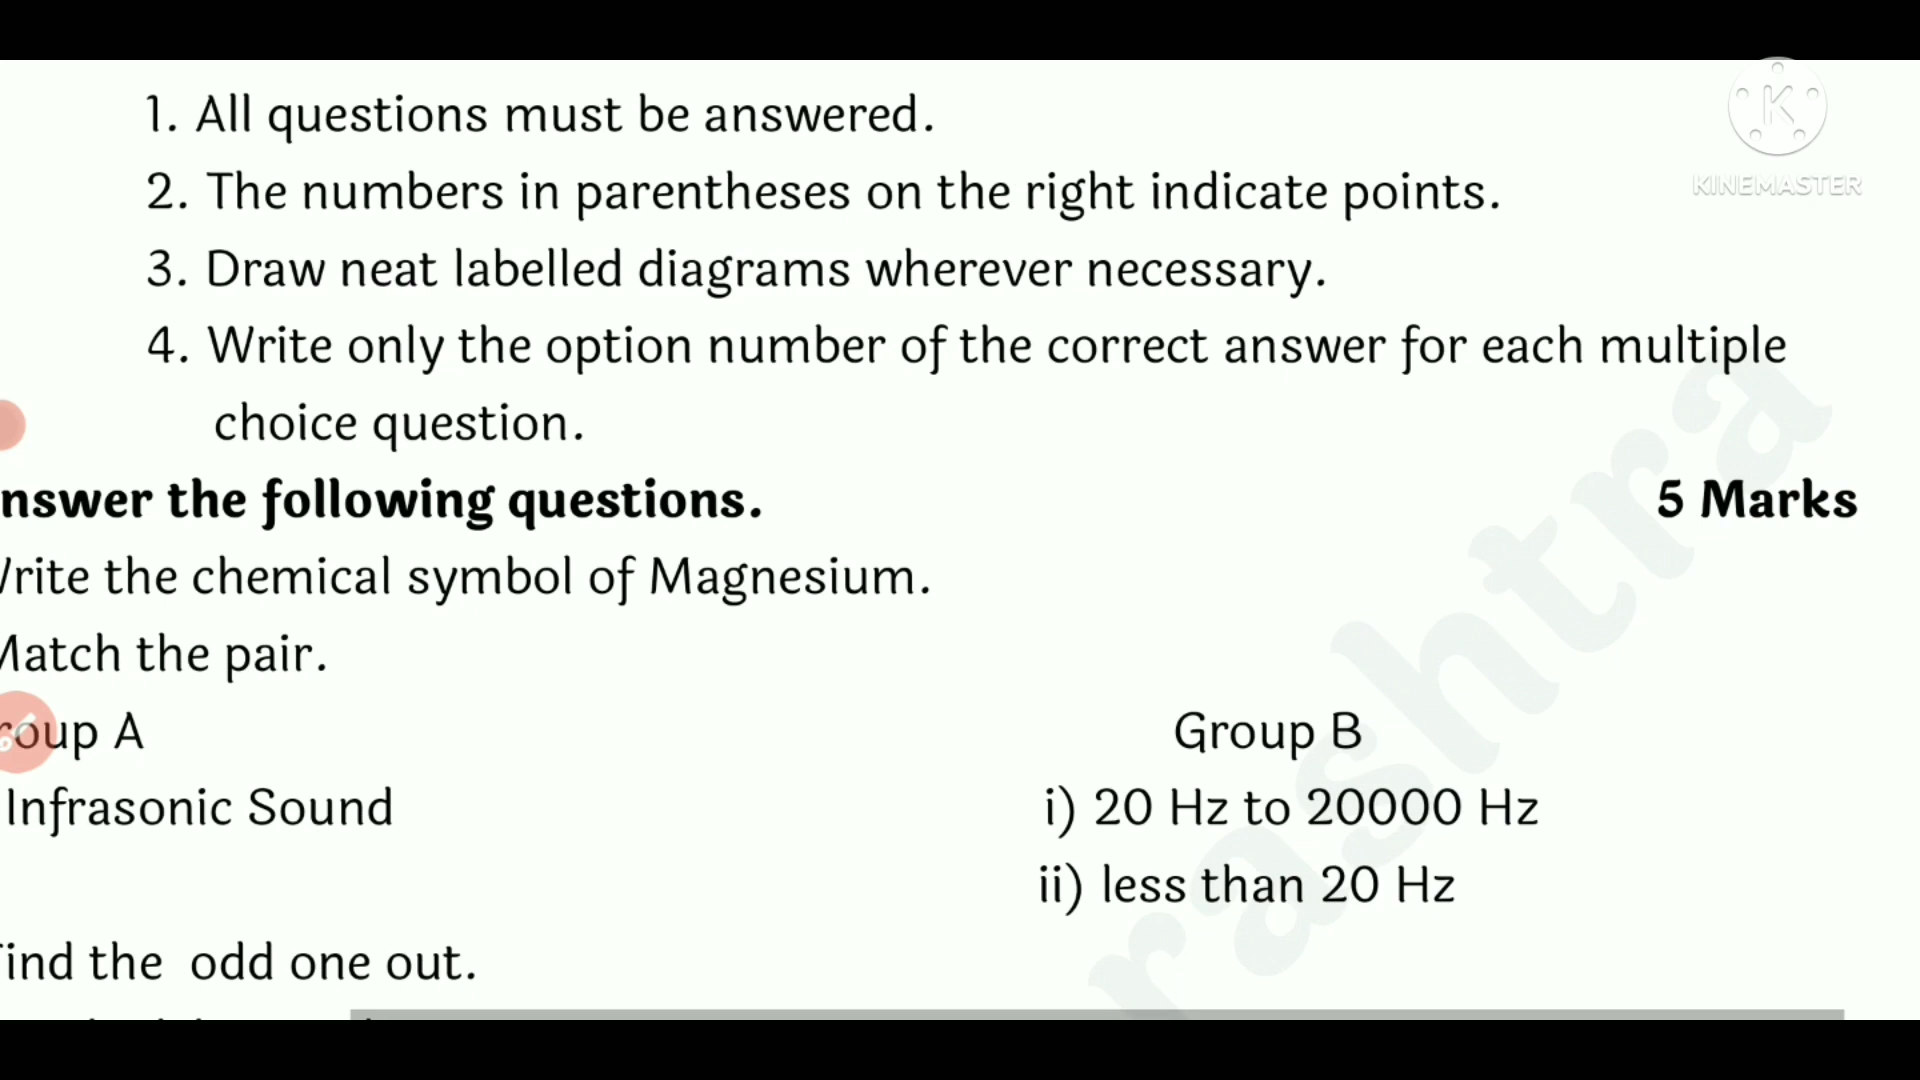 1. All questions must be answered.
KINEMASTER
2. The numbers in parentheses on the right indicate points.
3. Draw neat labelled diagrams wherever necessary.
4. Write only the option number of the correct answer for each multiple
choice question.
nswer the following questions. 5 Marks
rite the chemical symbol of Magnesium.
Match the pair.
roup A Group B
Infrasonic Sound i) 20 Hz to 20000 Hz
ii) less than 20 Hz
ind the odd one out.
rashtra